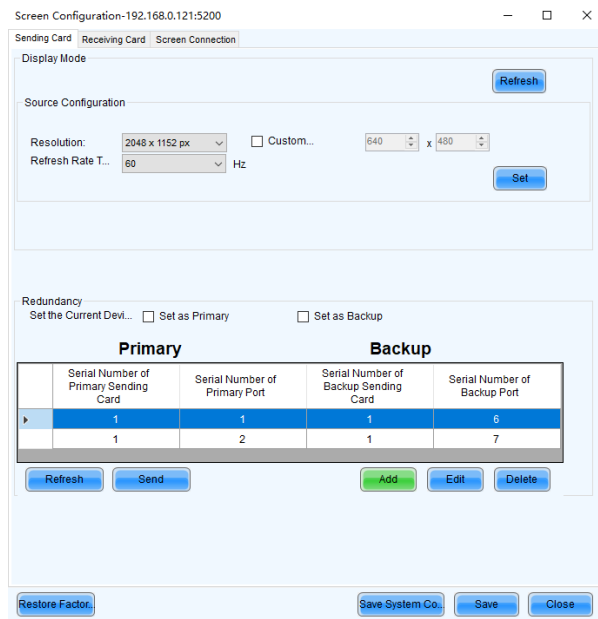 Screen Configuration-192.168.0.121:5200
Sending Card Receiving Card Screen Connection
Display Mode
Refresh
Source Configuration
Resolution: 2048 x 1152 px Custom... 640 x 480
Refresh Rate T... 60 Hz
Set
Redundancy
Set the Current Devi... Set as Primary Set as Backup
Primary Backup
Serial Number of Primary Sending Card Serial Number of Primary Port Serial Number of Backup Sending Card Serial Number of Backup Port
1 1 1 6
1 2 1 7
Refresh Send Add Edit Delete
Restore Factor... Save System Co... Save Close